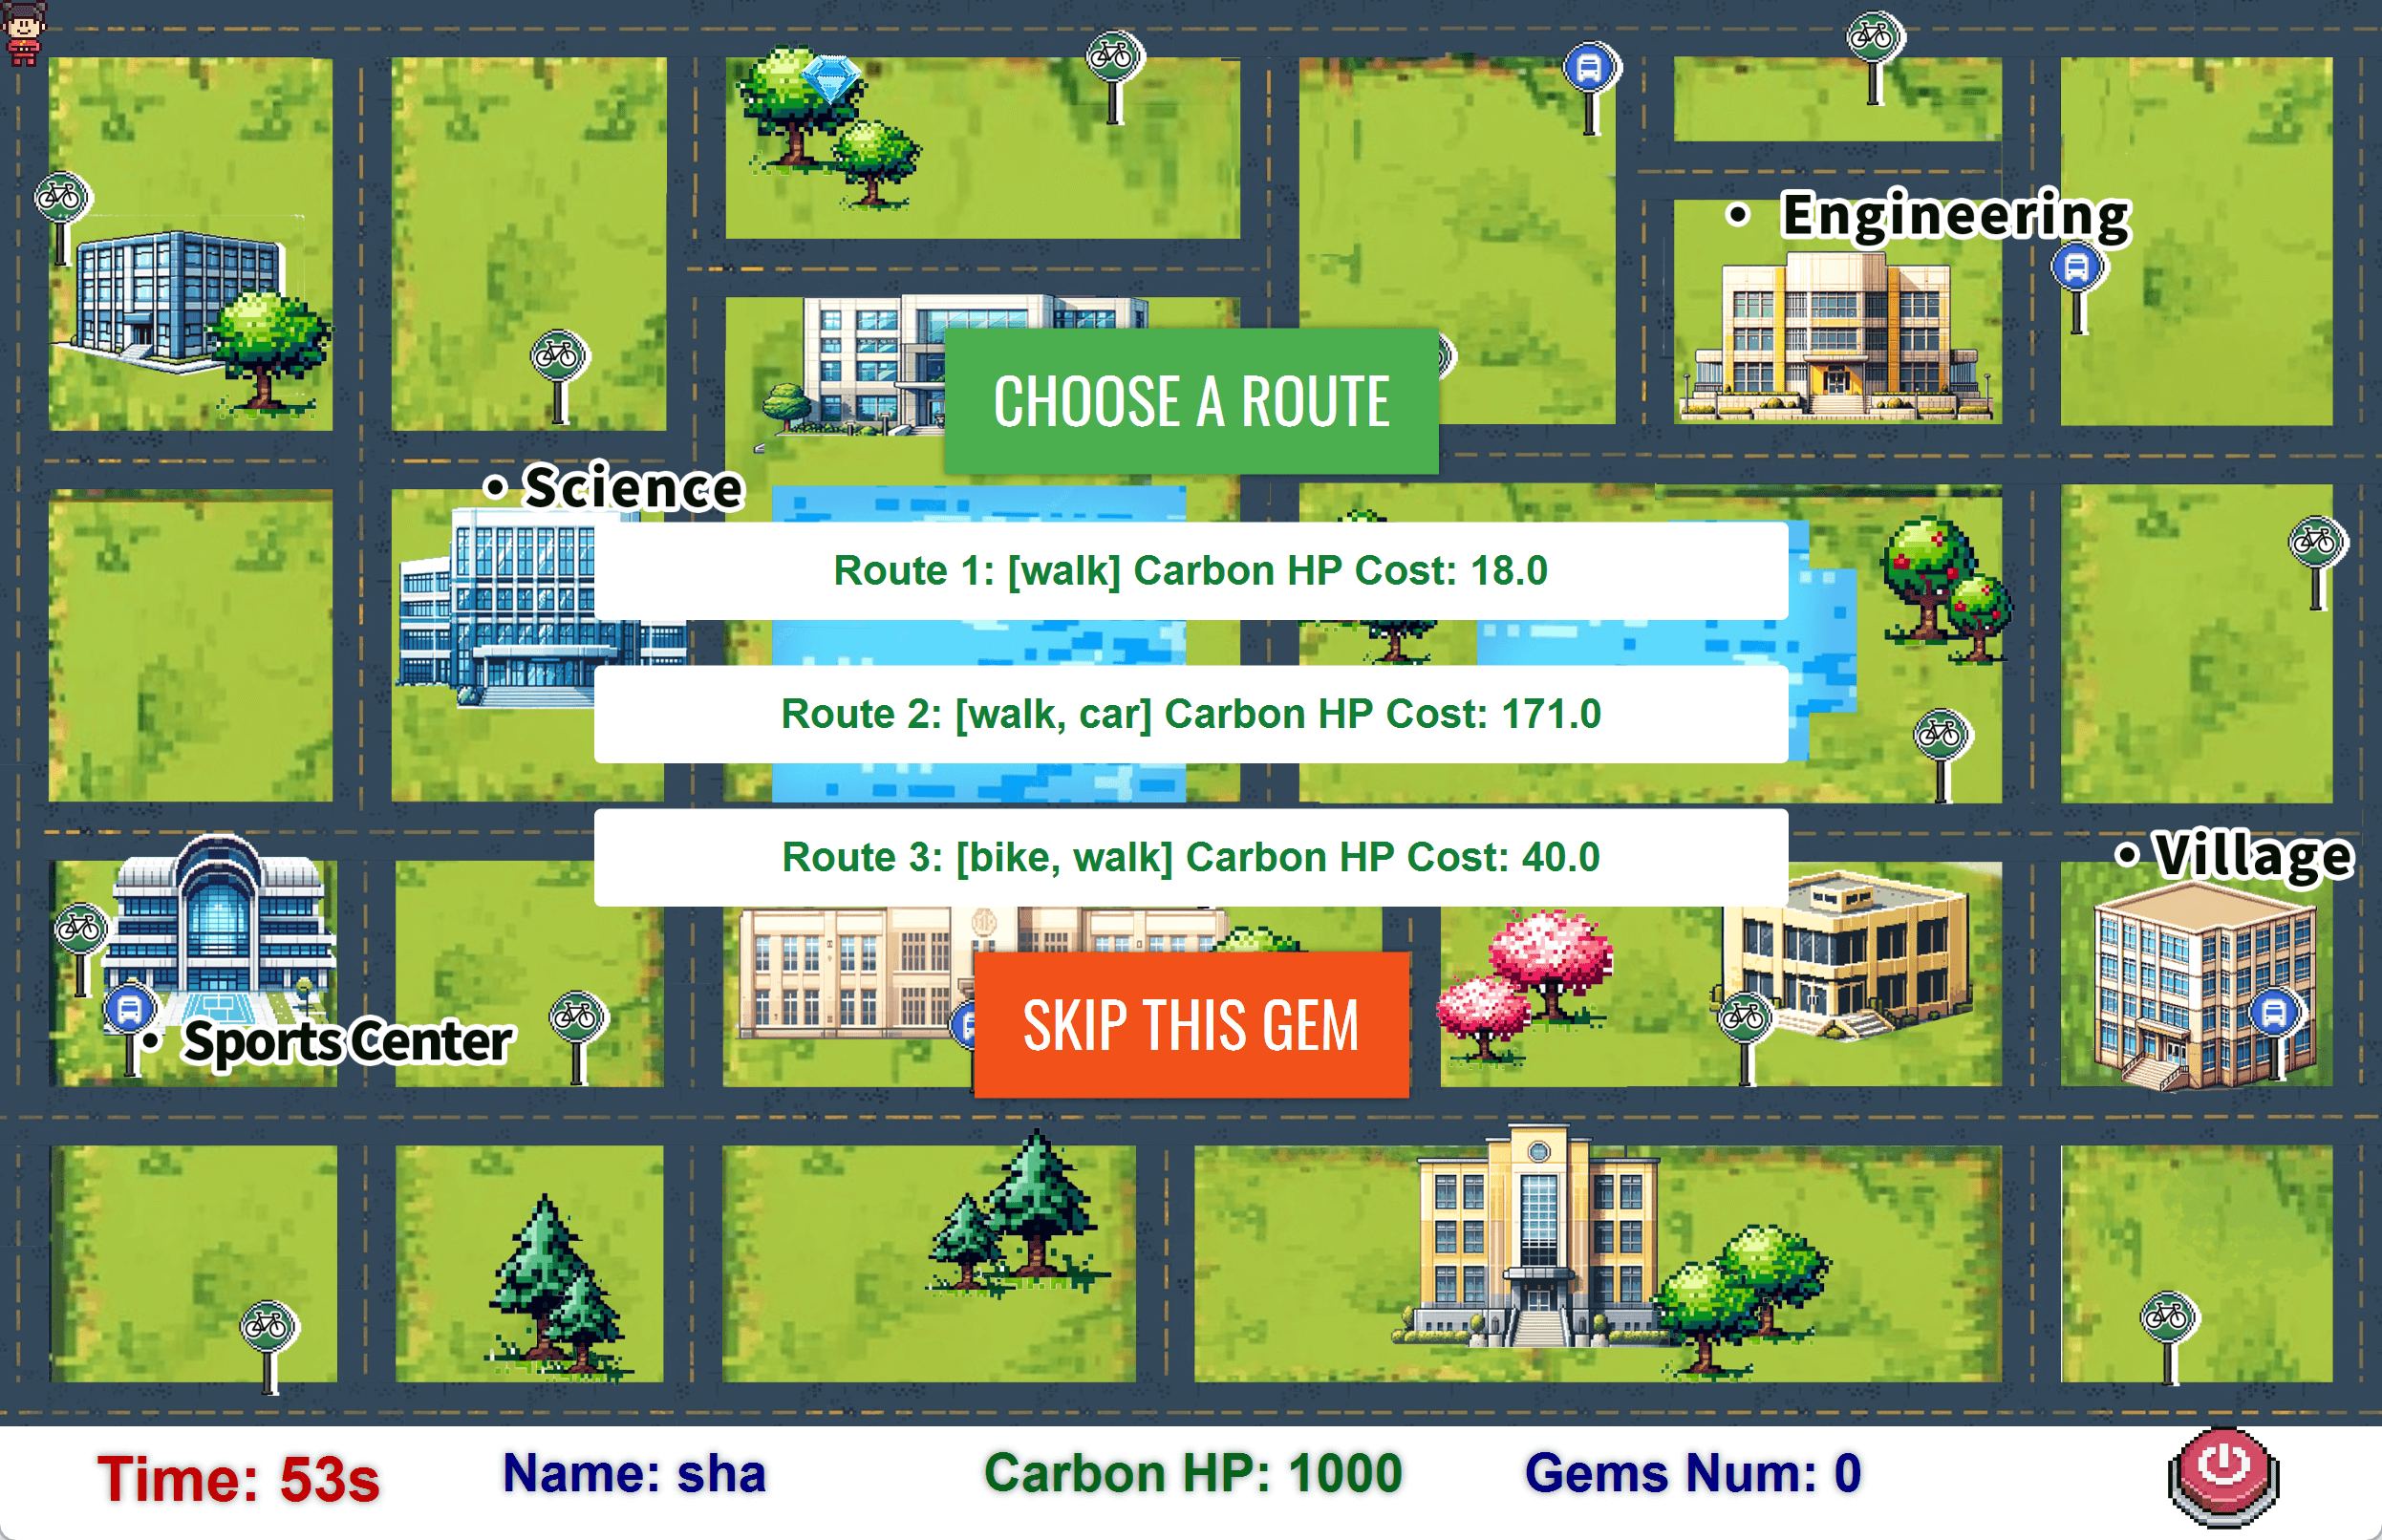 • Engineering
CHOOSE A ROUTE
• Science
Route 1: [walk] Carbon HP Cost: 18.0
Route 2: [walk, car] Carbon HP Cost: 171.0
Route 3: [bike, walk] Carbon HP Cost: 40.0
• Village
SKIP THIS GEM
• Sports Center
Time: 53s
Name: sha
Carbon HP: 1000
Gems Num: 0